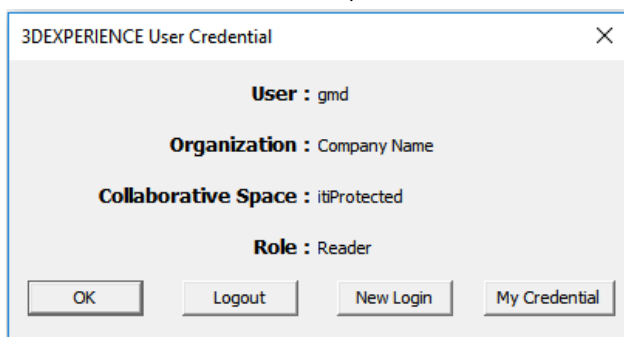 3DEXPERIENCE User Credential
User : gmd
Organization : Company Name
Collaborative Space : itiProtected
Role : Reader
OK Logout New Login My Credential